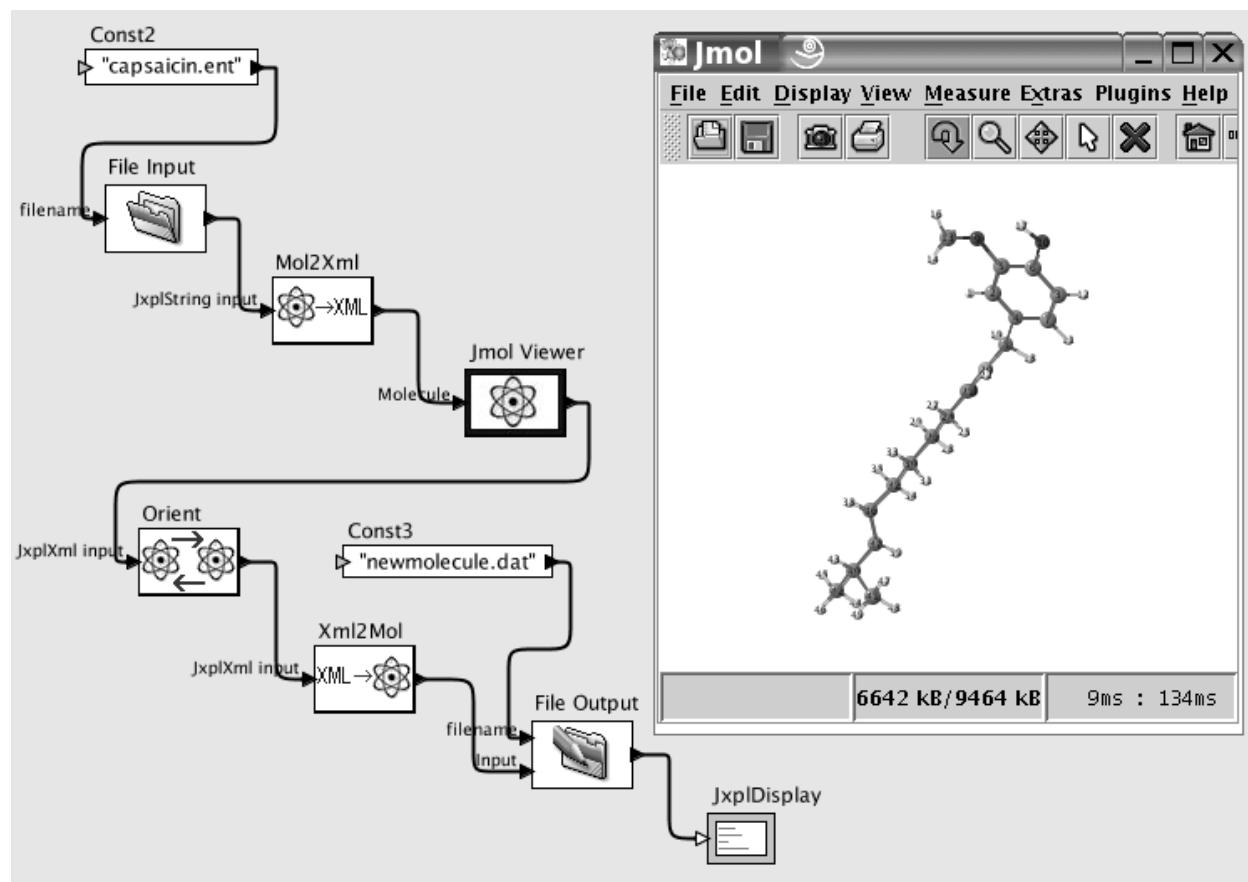 Const2
"capsaicin.ent"
File Input
filename
Mol2Xml
JxplString input
→XML
Jmol Viewer
Molecule
Orient
JxplXml input
Const3
"newmolecule.dat"
Xml2Mol
JxplXml input
XML→
File Output
filename
Input
JxplDisplay
Jmol
File Edit Display View Measure Extras Plugins Help
6642 kB/9464 kB
9ms : 134ms